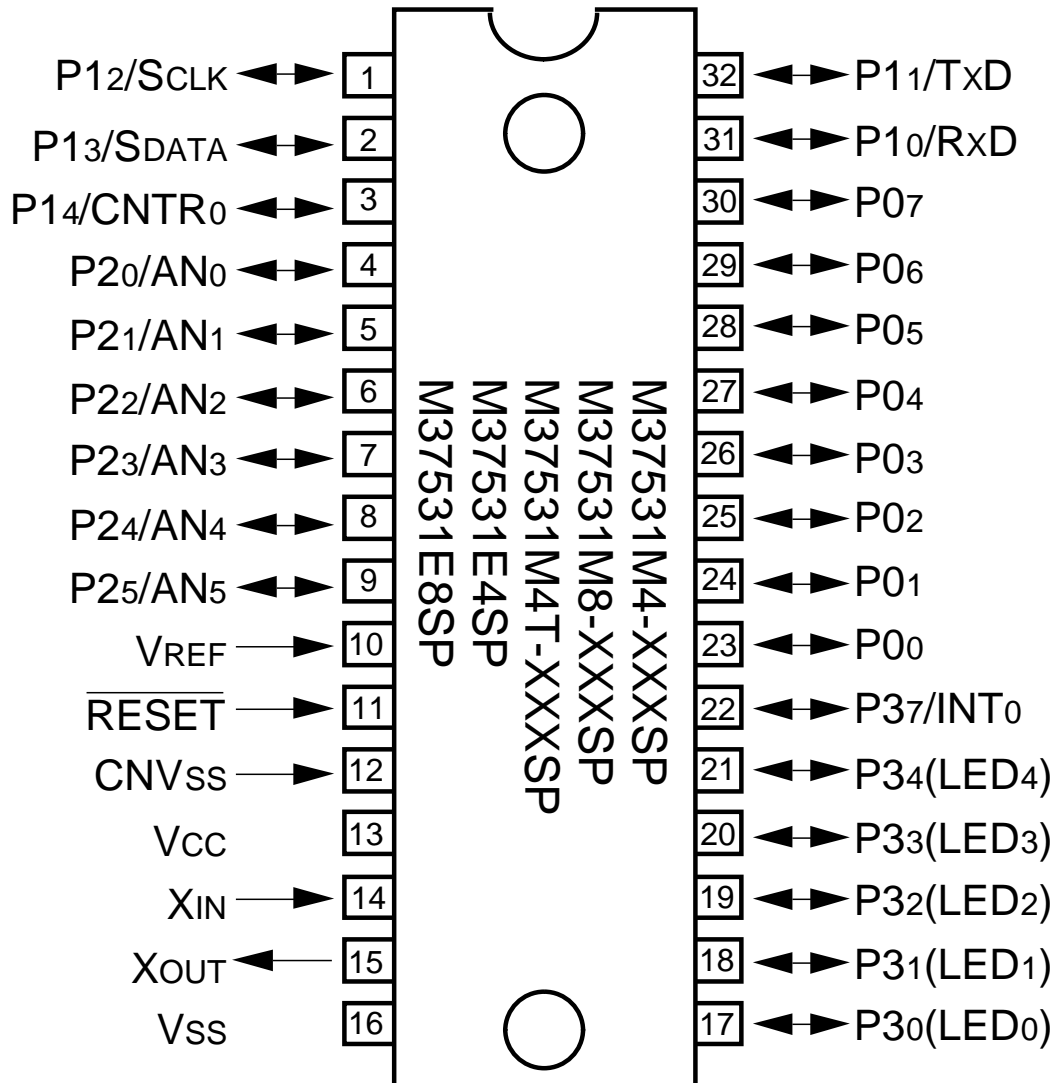 P12/SCLK
1
P13/SDATA
2
P14/CNTR0
3
P20/AN0
4
P21/AN1
5
P22/AN2
6
P23/AN3
7
P24/AN4
8
P25/AN5
9
VREF
10
RESET
11
CNVSS
12
VCC
13
XIN
14
XOUT
15
VSS
16
M37531M4-XXXSP
M37531M8-XXXSP
M37531M4T-XXXSP
M37531E4SP
M37531E8SP
32
P11/TXD
31
P10/RXD
30
P07
29
P06
28
P05
27
P04
26
P03
25
P02
24
P01
23
P00
22
P37/INT0
21
P34(LED4)
20
P33(LED3)
19
P32(LED2)
18
P31(LED1)
17
P30(LED0)